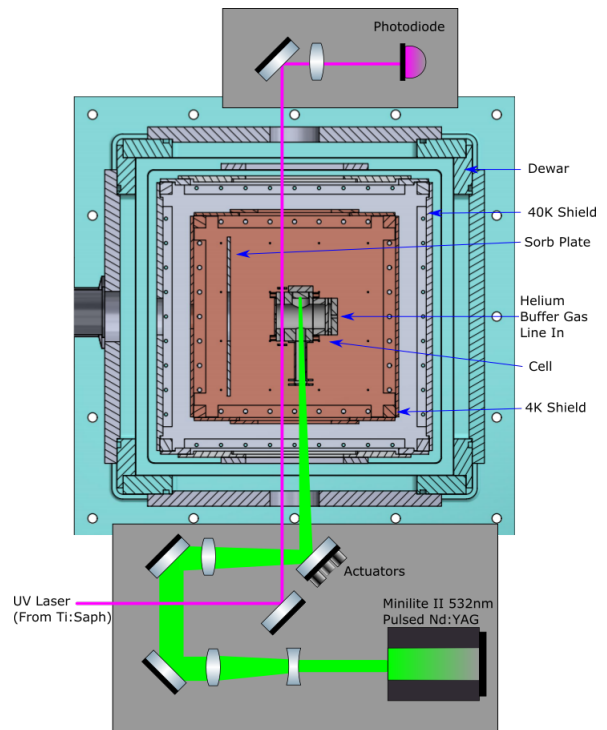 Photodiode
Dewar
40K Shield
Sorb Plate
Helium
Buffer Gas
Line In
Cell
4K Shield
Actuators
UV Laser
(From Ti:Saph)
Minilite II 532nm
Pulsed Nd:YAG